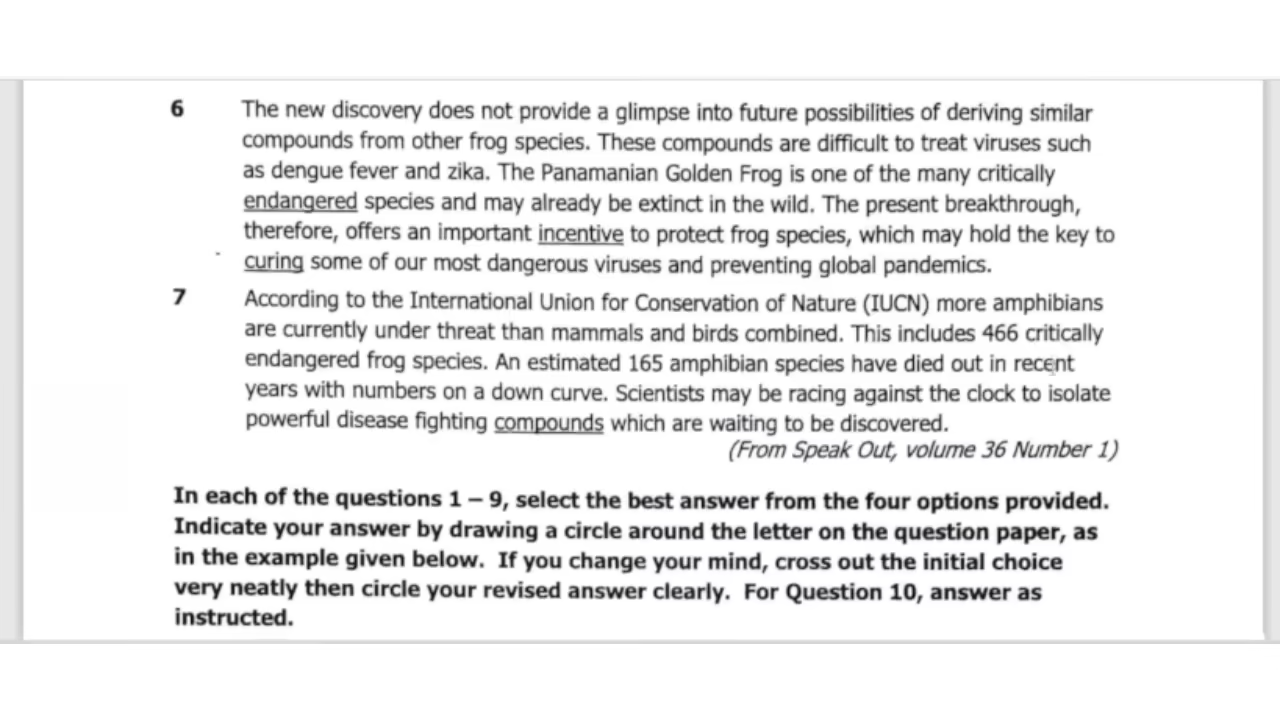 6 The new discovery does not provide a glimpse into future possibilities of deriving similar
compounds from other frog species. These compounds are difficult to treat viruses such
as dengue fever and zika. The Panamanian Golden Frog is one of the many critically
endangered species and may already be extinct in the wild. The present breakthrough,
therefore, offers an important incentive to protect frog species, which may hold the key to
curing some of our most dangerous viruses and preventing global pandemics.
7 According to the International Union for Conservation of Nature (IUCN) more amphibians
are currently under threat than mammals and birds combined. This includes 466 critically
endangered frog species. An estimated 165 amphibian species have died out in recent
years with numbers on a down curve. Scientists may be racing against the clock to isolate
powerful disease fighting compounds which are waiting to be discovered.
(From Speak Out, volume 36 Number 1)
In each of the questions 1 – 9, select the best answer from the four options provided.
Indicate your answer by drawing a circle around the letter on the question paper, as
in the example given below. If you change your mind, cross out the initial choice
very neatly then circle your revised answer clearly. For Question 10, answer as
instructed.